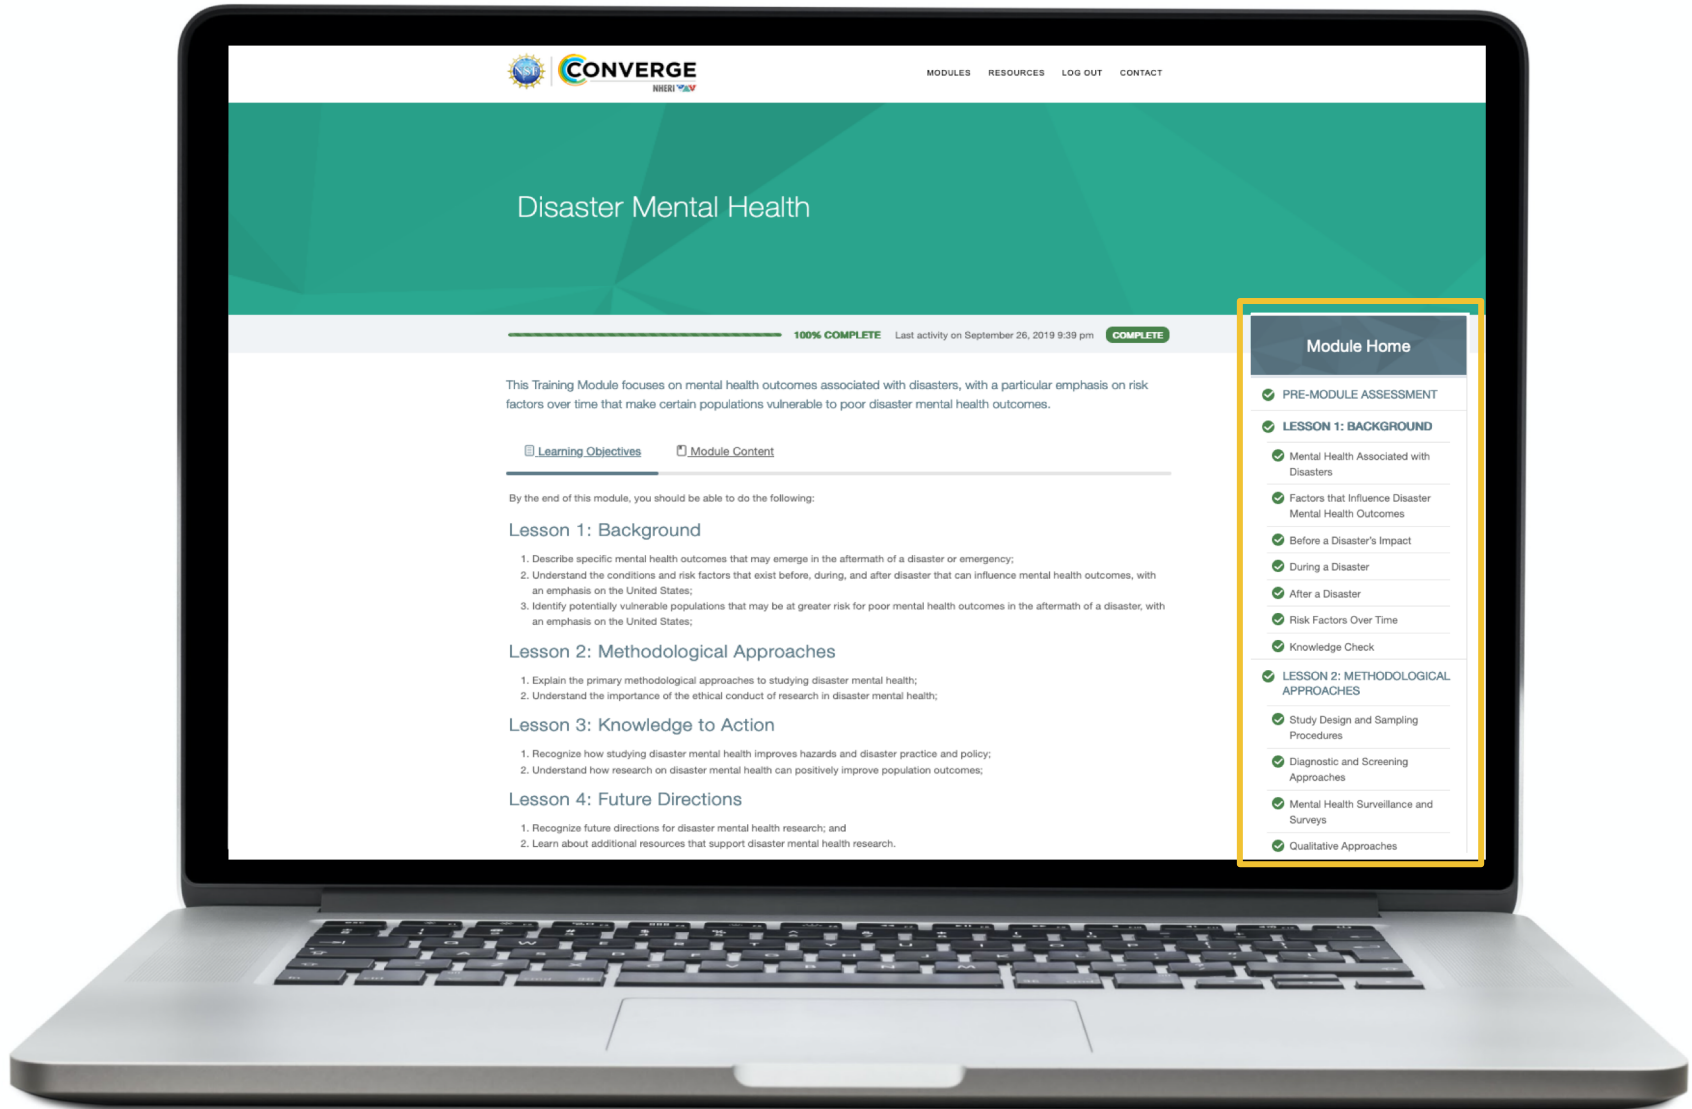 NSF
CONVERGE
NHERI
MODULES RESOURCES LOG OUT CONTACT
Disaster Mental Health
100% COMPLETE Last activity on September 26, 2019 9:39 pm COMPLETE
This Training Module focuses on mental health outcomes associated with disasters, with a particular emphasis on risk
factors over time that make certain populations vulnerable to poor disaster mental health outcomes.
Learning Objectives Module Content
By the end of this module, you should be able to do the following:
Lesson 1: Background
1. Describe specific mental health outcomes that may emerge in the aftermath of a disaster or emergency;
2. Understand the conditions and risk factors that exist before, during, and after disaster that can influence mental health outcomes, with
an emphasis on the United States;
3. Identify potentially vulnerable populations that may be at greater risk for poor mental health outcomes in the aftermath of a disaster, with
an emphasis on the United States;
Lesson 2: Methodological Approaches
1. Explain the primary methodological approaches to studying disaster mental health;
2. Understand the importance of the ethical conduct of research in disaster mental health;
Lesson 3: Knowledge to Action
1. Recognize how studying disaster mental health improves hazards and disaster practice and policy;
2. Understand how research on disaster mental health can positively improve population outcomes;
Lesson 4: Future Directions
1. Recognize future directions for disaster mental health research; and
2. Learn about additional resources that support disaster mental health research.
Module Home
PRE-MODULE ASSESSMENT
LESSON 1: BACKGROUND
Mental Health Associated with
Disasters
Factors that Influence Disaster
Mental Health Outcomes
Before a Disaster's Impact
During a Disaster
After a Disaster
Risk Factors Over Time
Knowledge Check
LESSON 2: METHODOLOGICAL
APPROACHES
Study Design and Sampling
Procedures
Diagnostic and Screening
Approaches
Mental Health Surveillance and
Surveys
Qualitative Approaches